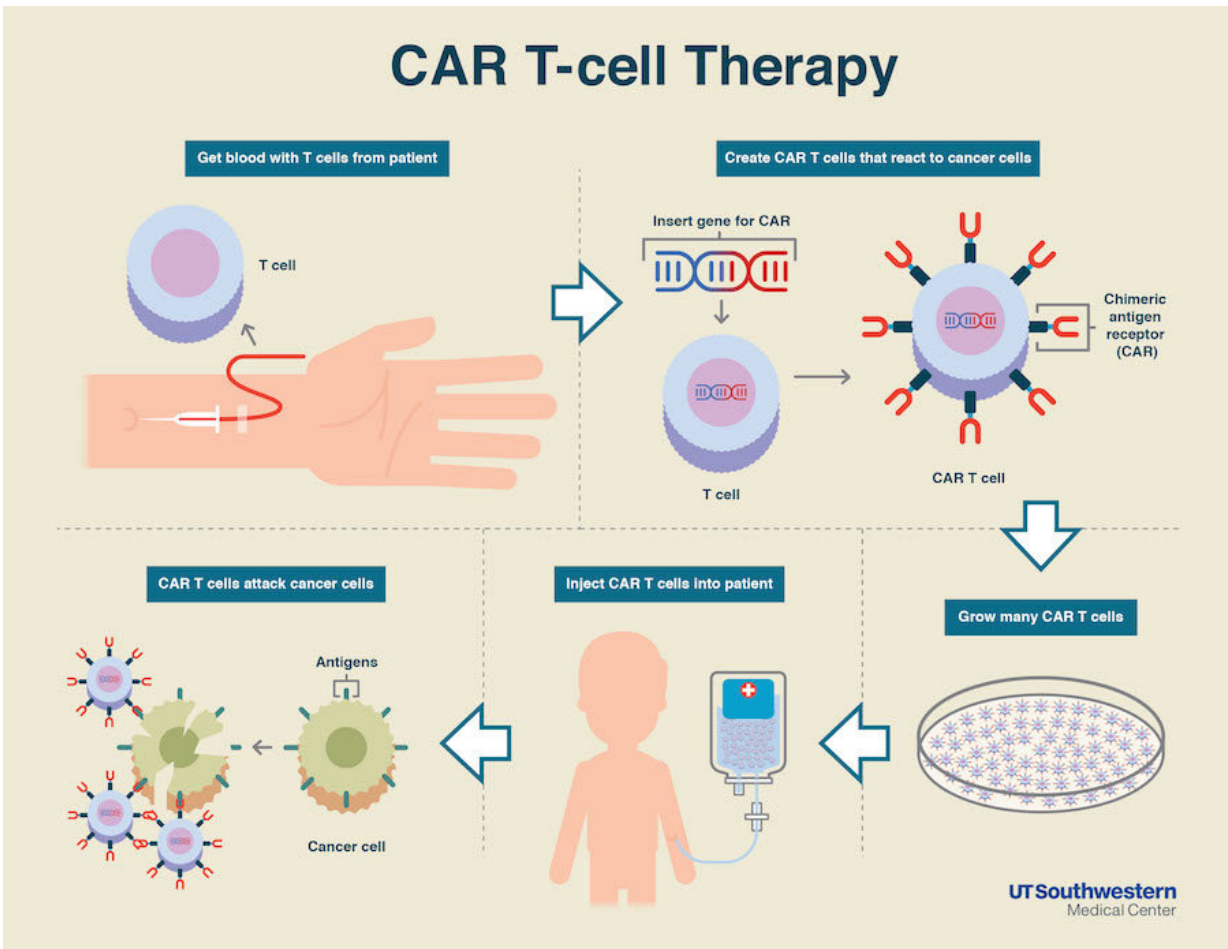 CAR T-cell Therapy
Get blood with T cells from patient
T cell
Create CAR T cells that react to cancer cells
Insert gene for CAR
T cell
Chimeric
antigen
receptor
(CAR)
CAR T cell
Grow many CAR T cells
Inject CAR T cells into patient
CAR T cells attack cancer cells
Antigens
Cancer cell
UTSouthwestern
Medical Center